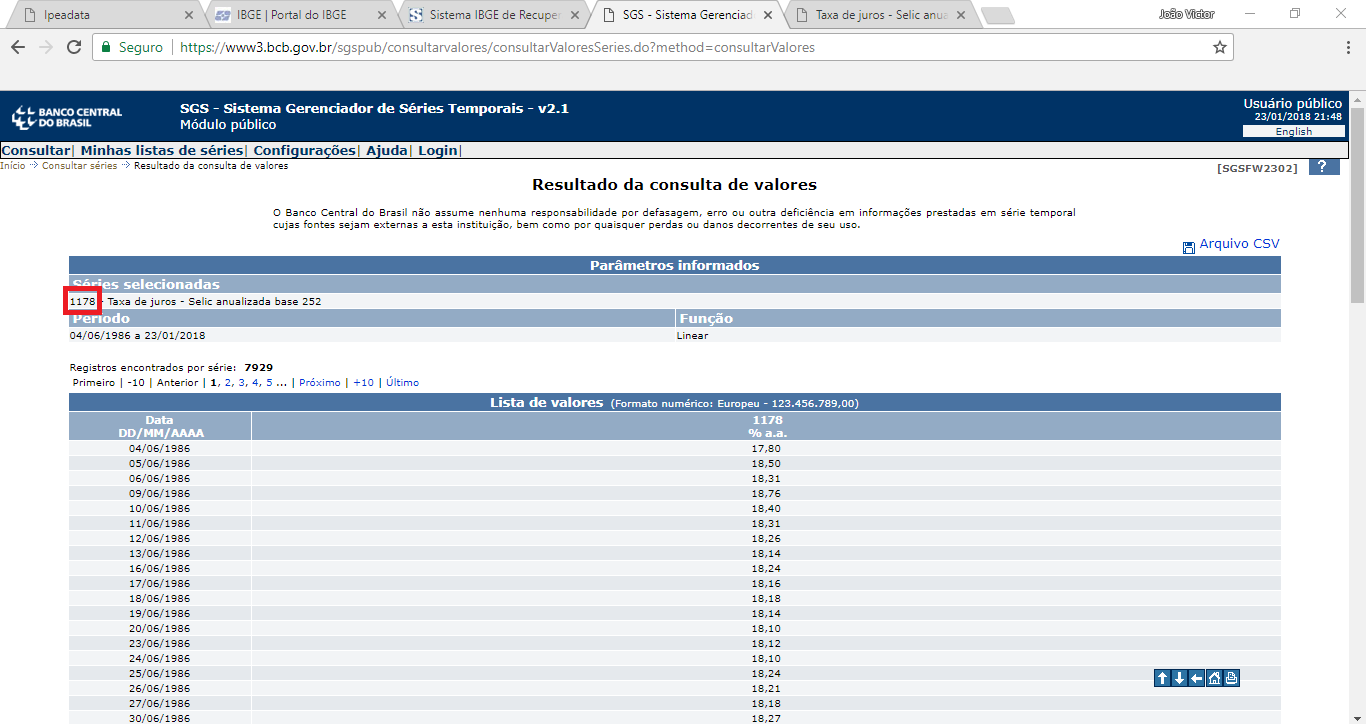 Ipeadata
IBGE | Portal do IBGE
Sistema IBGE de Recuper
SGS - Sistema Gerenciad
Taxa de juros - Selic anua
João Victor
Seguro
https://www3.bcb.gov.br/sgspub/consultarvalores/consultarValoresSeries.do?method=consultarValores
BANCO CENTRAL
DO BRASIL
SGS - Sistema Gerenciador de Séries Temporais - v2.1
Módulo público
Usuário público
23/01/2018 21:48
English
Consultar| Minhas listas de séries| Configurações| Ajuda| Login|
Início Consultar séries Resultado da consulta de valores
[SGSFW2302] ?
Resultado da consulta de valores
O Banco Central do Brasil não assume nenhuma responsabilidade por defasagem, erro ou outra deficiência em informações prestadas em série temporal
cujas fontes sejam externas a esta instituição, bem como por quaisquer perdas ou danos decorrentes de seu uso.
Arquivo CSV
Parâmetros informados
Séries selecionadas
1178 - Taxa de juros - Selic anualizada base 252
Período Função
04/06/1986 a 23/01/2018 Linear
Registros encontrados por série: 7929
Primeiro | -10 | Anterior | 1, 2, 3, 4, 5 ... | Próximo | +10 | Último
Lista de valores (Formato numérico: Europeu - 123.456.789,00)
Data 1178
DD/MM/AAAA % a.a.
04/06/1986 17,80
05/06/1986 18,50
06/06/1986 18,31
09/06/1986 18,76
10/06/1986 18,40
11/06/1986 18,31
12/06/1986 18,26
13/06/1986 18,14
16/06/1986 18,24
17/06/1986 18,16
18/06/1986 18,18
19/06/1986 18,14
20/06/1986 18,10
23/06/1986 18,12
24/06/1986 18,10
25/06/1986 18,24
26/06/1986 18,21
27/06/1986 18,18
30/06/1986 18,27